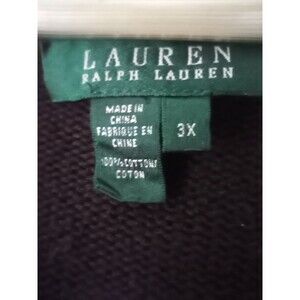 LAUREN
RALPH LAUREN
MADE IN
CHINA
FABRIQUE EN
CHINE
3X
100%COTTON/
COTON